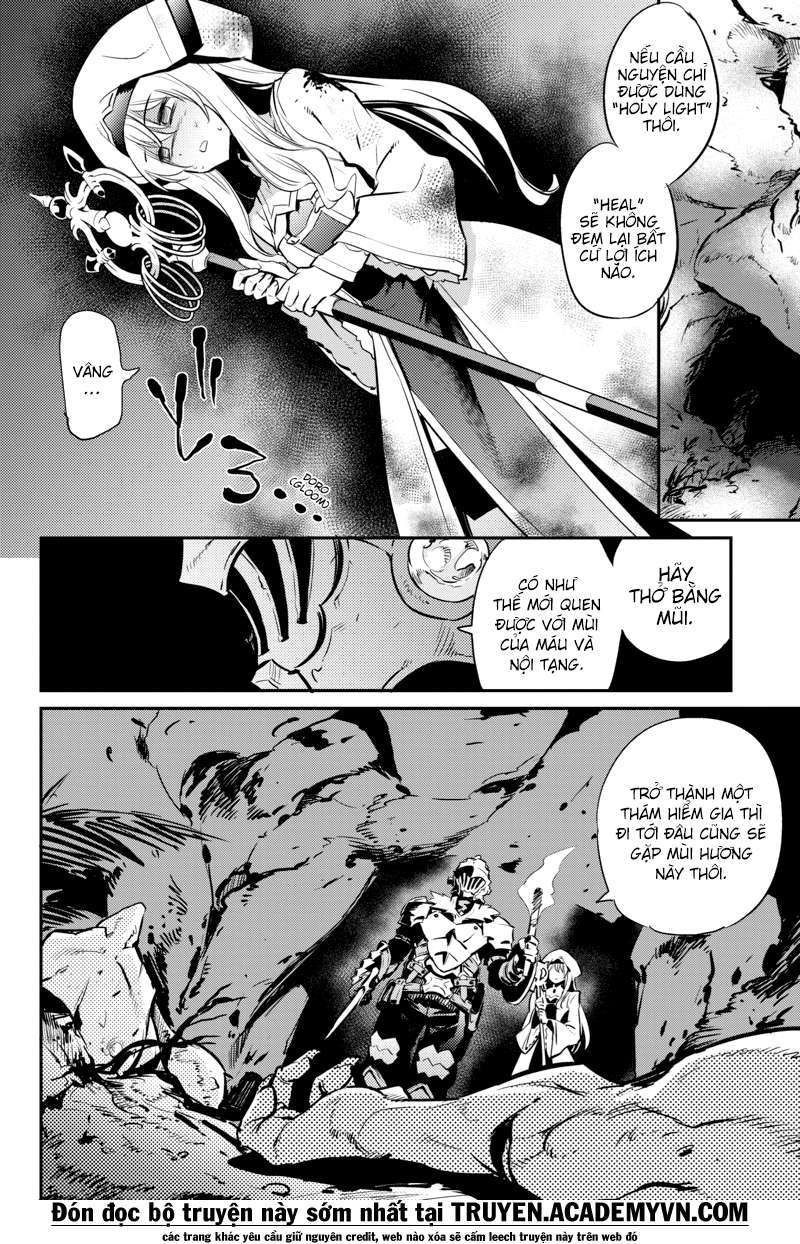 NẾU CẦU
NGUYỆN CHỈ
ĐƯỢC DÙNG
"HOLY LIGHT"
THÔI.
"HEAL"
SẼ KHÔNG
ĐEM LẠI BẤT
CỨ LỢI ÍCH
NÀO.
VÂNG
...
DORO
(GLOOM)
HÃY
THỞ BẰNG
MŨI.
CÓ NHƯ
THẾ MỚI QUEN
ĐƯỢC VỚI MÙI
CỦA MÁU VÀ
NỘI TẠNG.
TRỞ THÀNH MỘT
THÁM HIỂM GIA THÌ
ĐI TỚI ĐÂU CŨNG SẼ
GẶP MÙI HƯƠNG
NÀY THÔI.
Đón đọc bộ truyện này sớm nhất tại TRUYEN.ACADEMYVN.COM
các trang khác yêu cầu giữ nguyên credit, web nào xóa sẽ cấm leech truyện này trên web đó